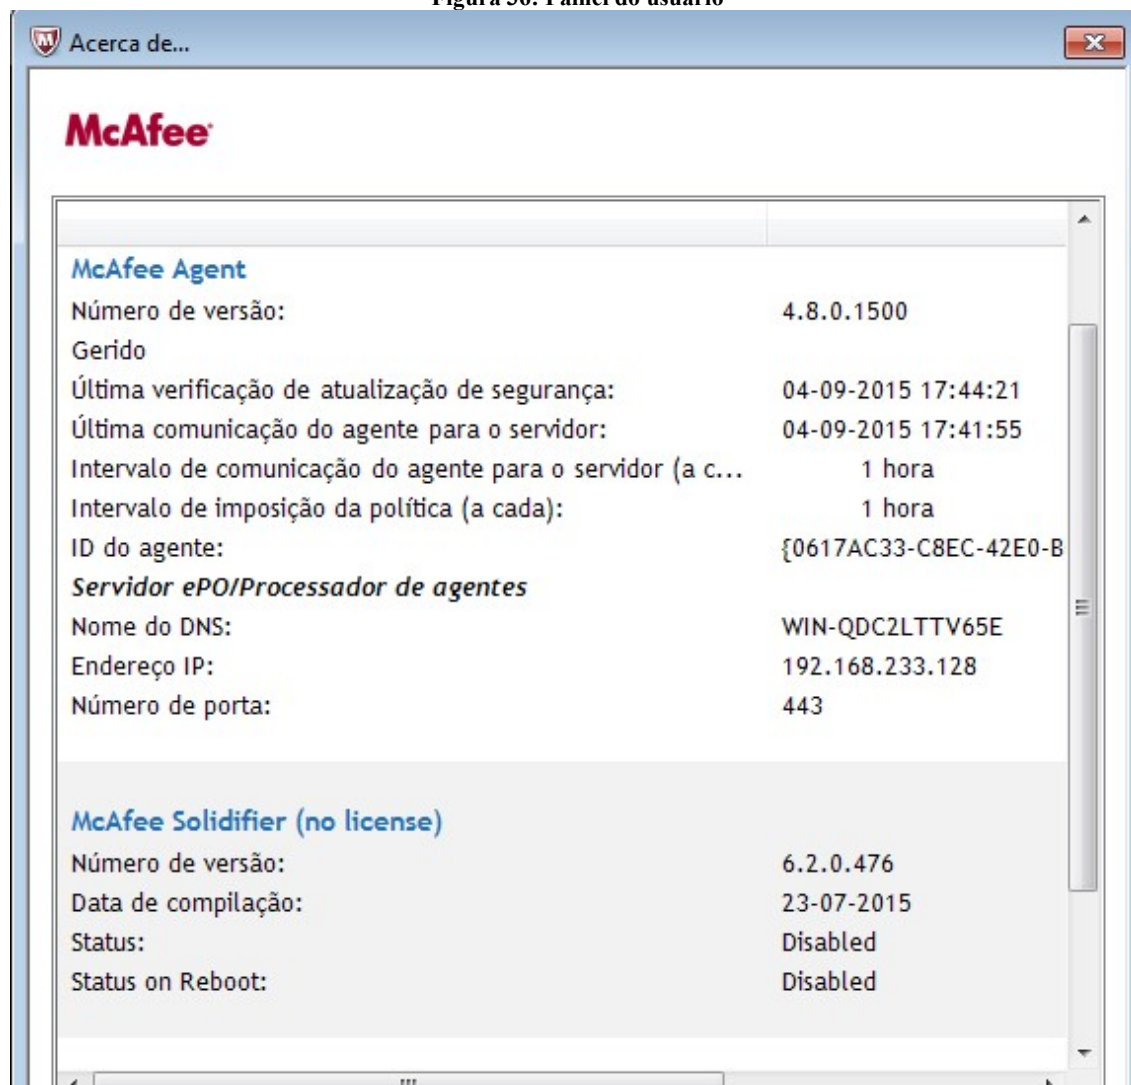 Figura 36: Painel do usuário
Acerca de...
McAfee
McAfee Agent
Número de versão: 4.8.0.1500
Gerido
Última verificação de atualização de segurança: 04-09-2015 17:44:21
Última comunicação do agente para o servidor: 04-09-2015 17:41:55
Intervalo de comunicação do agente para o servidor (a c... 1 hora
Intervalo de imposição da política (a cada): 1 hora
ID do agente: {0617AC33-C8EC-42E0-B
Servidor ePO/Processador de agentes
Nome do DNS: WIN-QDC2LTTV65E
Endereço IP: 192.168.233.128
Número de porta: 443
McAfee Solidifier (no license)
Número de versão: 6.2.0.476
Data de compilação: 23-07-2015
Status: Disabled
Status on Reboot: Disabled